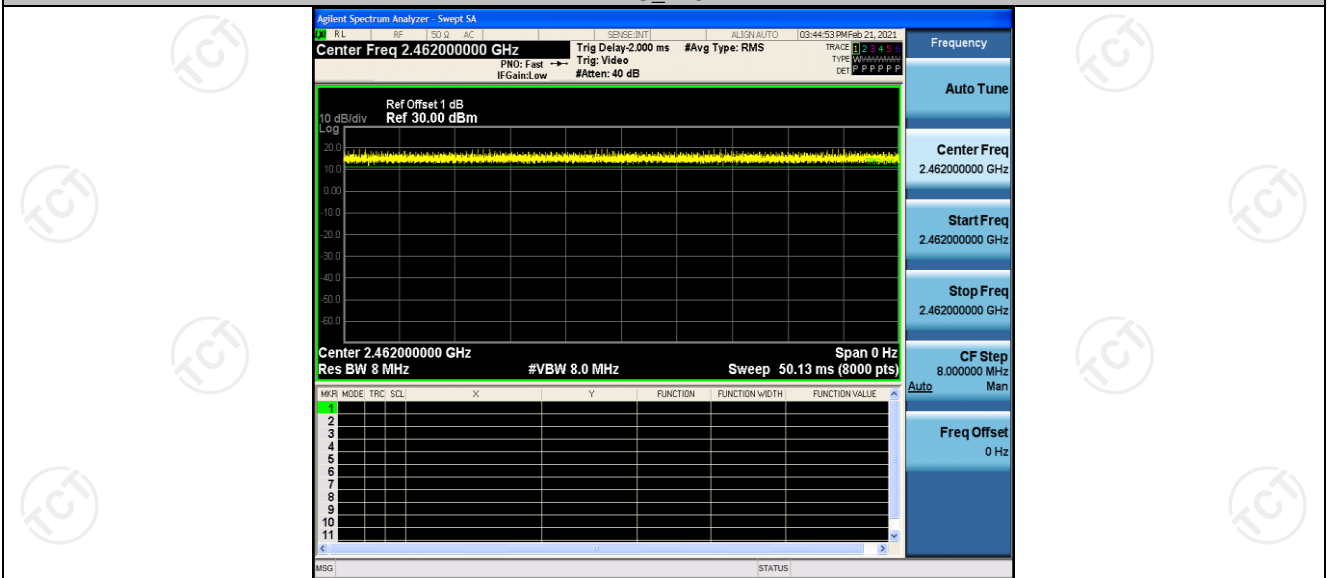 Agilent Spectrum Analyzer - Swept SA
RL RF 50 Ω AC SENSE:INT ALIGN AUTO 03:44:53 PM Feb 21, 2021
Center Freq 2.462000000 GHz
Trig Delay-2.000 ms #Avg Type: RMS
TRACE 1 2 3 4 5 6
PNO: Fast Trig: Video
TYPE W
IFGain:Low #Atten: 40 dB
DET P P P P P P
Frequency
Auto Tune
Ref Offset 1 dB
10 dB/div Ref 30.00 dBm
Log
20.0
10.0
0.00
-10.0
-20.0
-30.0
-40.0
-50.0
-60.0
Center Freq
2.462000000 GHz
Start Freq
2.462000000 GHz
Stop Freq
2.462000000 GHz
CF Step
8.000000 MHz
Auto Man
Freq Offset
0 Hz
Center 2.462000000 GHz Span 0 Hz
Res BW 8 MHz #VBW 8.0 MHz Sweep 50.13 ms (8000 pts)
MKR MODE TRC SCL X Y FUNCTION FUNCTION WIDTH FUNCTION VALUE
1
2
3
4
5
6
7
8
9
10
11
MSG STATUS
TCT
TCT
TCT
TCT
TCT
TCT
TCT
TCT